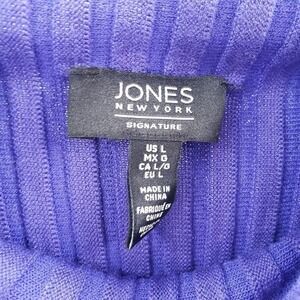 JONES
NEW YORK
SIGNATURE
US L
MX G
CA L/G
EU L
MADE IN
CHINA
FABRIQUÉ EN
CHINE